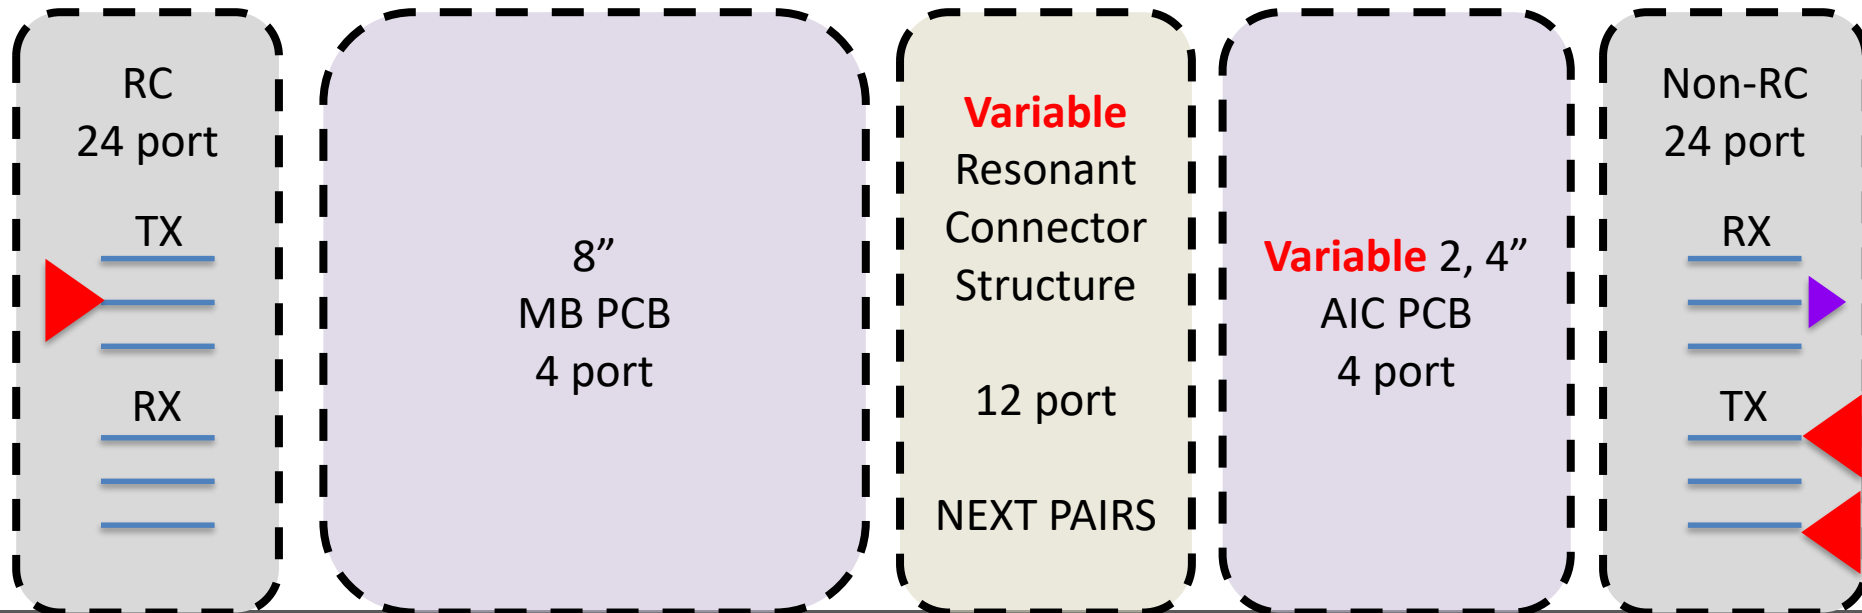 RC
24 port
TX
RX
8”
MB PCB
4 port
Variable
Resonant
Connector
Structure
12 port
NEXT PAIRS
Variable 2, 4”
AIC PCB
4 port
Non-RC
24 port
RX
TX